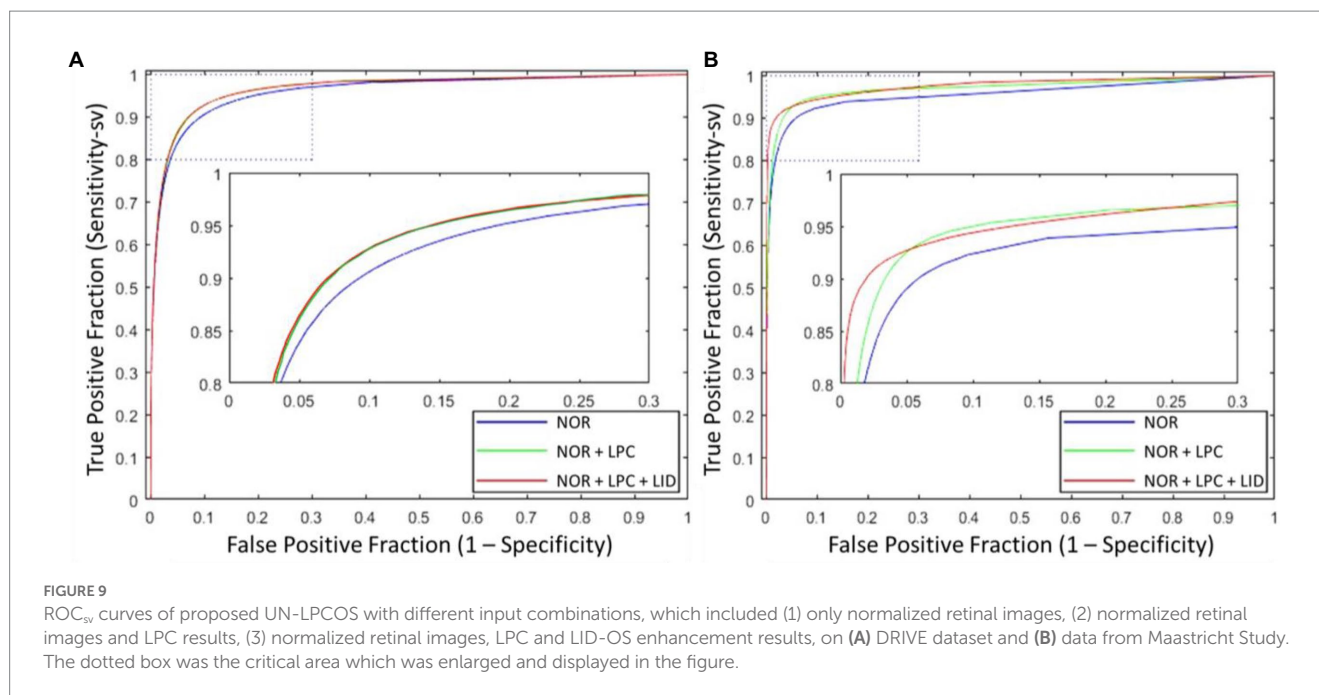 A
True Positive Fraction (Sensitivity-sv)
1
0.9
0.8
0.7
0.6
0.5
0.4
0.3
0.2
0.1
0
1
0.95
0.9
0.85
0.8
0 0.05 0.1 0.15 0.2 0.25 0.3
NOR
NOR + LPC
NOR + LPC + LID
0 0.1 0.2 0.3 0.4 0.5 0.6 0.7 0.8 0.9 1
False Positive Fraction (1 – Specificity)
B
True Positive Fraction (Sensitivity-sv)
1
0.9
0.8
0.7
0.6
0.5
0.4
0.3
0.2
0.1
0
1
0.95
0.9
0.85
0.8
0 0.05 0.1 0.15 0.2 0.25 0.3
NOR
NOR + LPC
NOR + LPC + LID
0 0.1 0.2 0.3 0.4 0.5 0.6 0.7 0.8 0.9 1
False Positive Fraction (1 – Specificity)
FIGURE 9
ROCsv curves of proposed UN-LPCOS with different input combinations, which included (1) only normalized retinal images, (2) normalized retinal
images and LPC results, (3) normalized retinal images, LPC and LID-OS enhancement results, on (A) DRIVE dataset and (B) data from Maastricht Study.
The dotted box was the critical area which was enlarged and displayed in the figure.